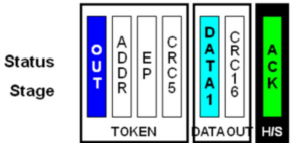 Status
Stage
OUT
ADDR
EP
CRC5
DATA1
CRC16
ACK
TOKEN
DATA OUT
H/S